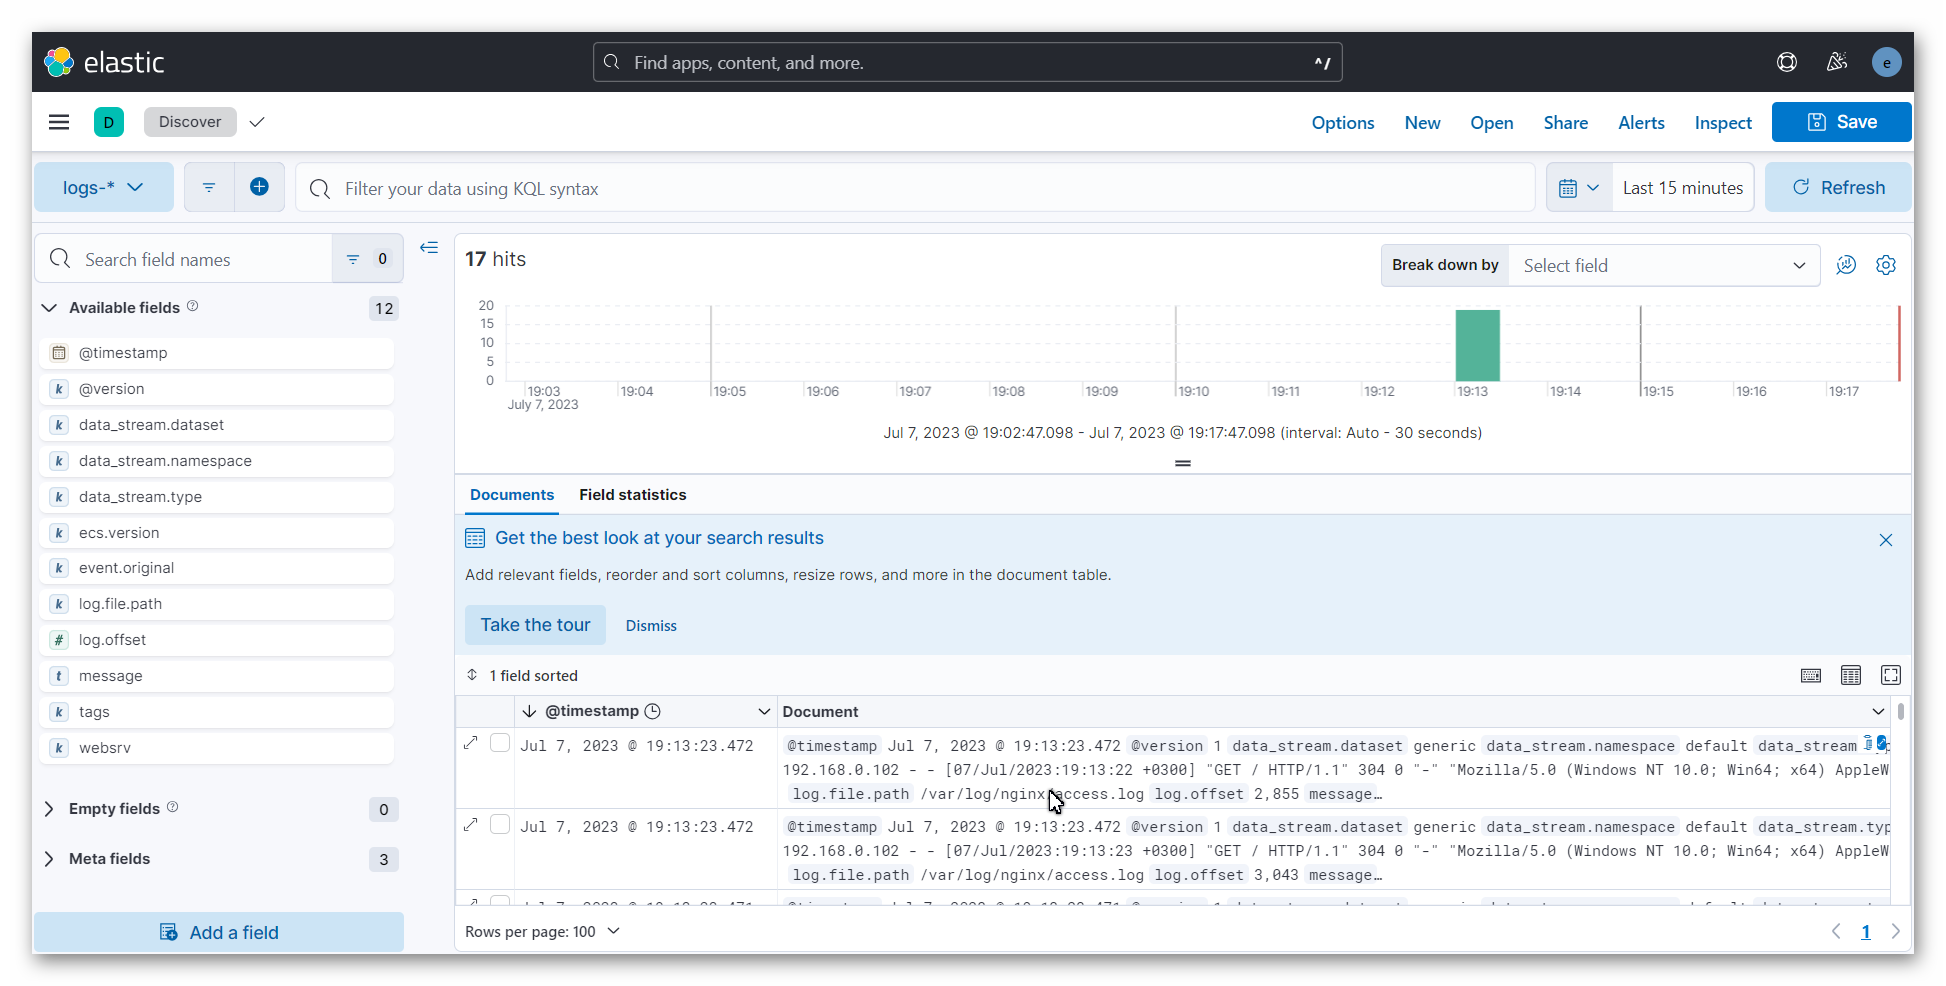 elastic
Find apps, content, and more.
^/
e
D
Discover
Options
New
Open
Share
Alerts
Inspect
Save
logs-*
Filter your data using KQL syntax
Last 15 minutes
Refresh
Search field names
0
Available fields
12
@timestamp
@version
data_stream.dataset
data_stream.namespace
data_stream.type
ecs.version
event.original
log.file.path
log.offset
message
tags
websrv
Empty fields
0
Meta fields
3
Add a field
17 hits
Break down by
Select field
20
15
10
5
0
19:03 19:04 19:05 19:06 19:07 19:08 19:09 19:10 19:11 19:12 19:13 19:14 19:15 19:16 19:17
July 7, 2023
Jul 7, 2023 @ 19:02:47.098 - Jul 7, 2023 @ 19:17:47.098 (interval: Auto - 30 seconds)
Documents
Field statistics
Get the best look at your search results
Add relevant fields, reorder and sort columns, resize rows, and more in the document table.
Take the tour
Dismiss
1 field sorted
@timestamp
Document
Jul 7, 2023 @ 19:13:23.472
@timestamp Jul 7, 2023 @ 19:13:23.472 @version 1 data_stream.dataset generic data_stream.namespace default data_stream
192.168.0.102 - - [07/Jul/2023:19:13:22 +0300] "GET / HTTP/1.1" 304 0 "-" "Mozilla/5.0 (Windows NT 10.0; Win64; x64) AppleW
log.file.path /var/log/nginx/access.log log.offset 2,855 message…
Jul 7, 2023 @ 19:13:23.472
@timestamp Jul 7, 2023 @ 19:13:23.472 @version 1 data_stream.dataset generic data_stream.namespace default data_stream.typ
192.168.0.102 - - [07/Jul/2023:19:13:23 +0300] "GET / HTTP/1.1" 304 0 "-" "Mozilla/5.0 (Windows NT 10.0; Win64; x64) AppleW
log.file.path /var/log/nginx/access.log log.offset 3,043 message…
Rows per page: 100
1